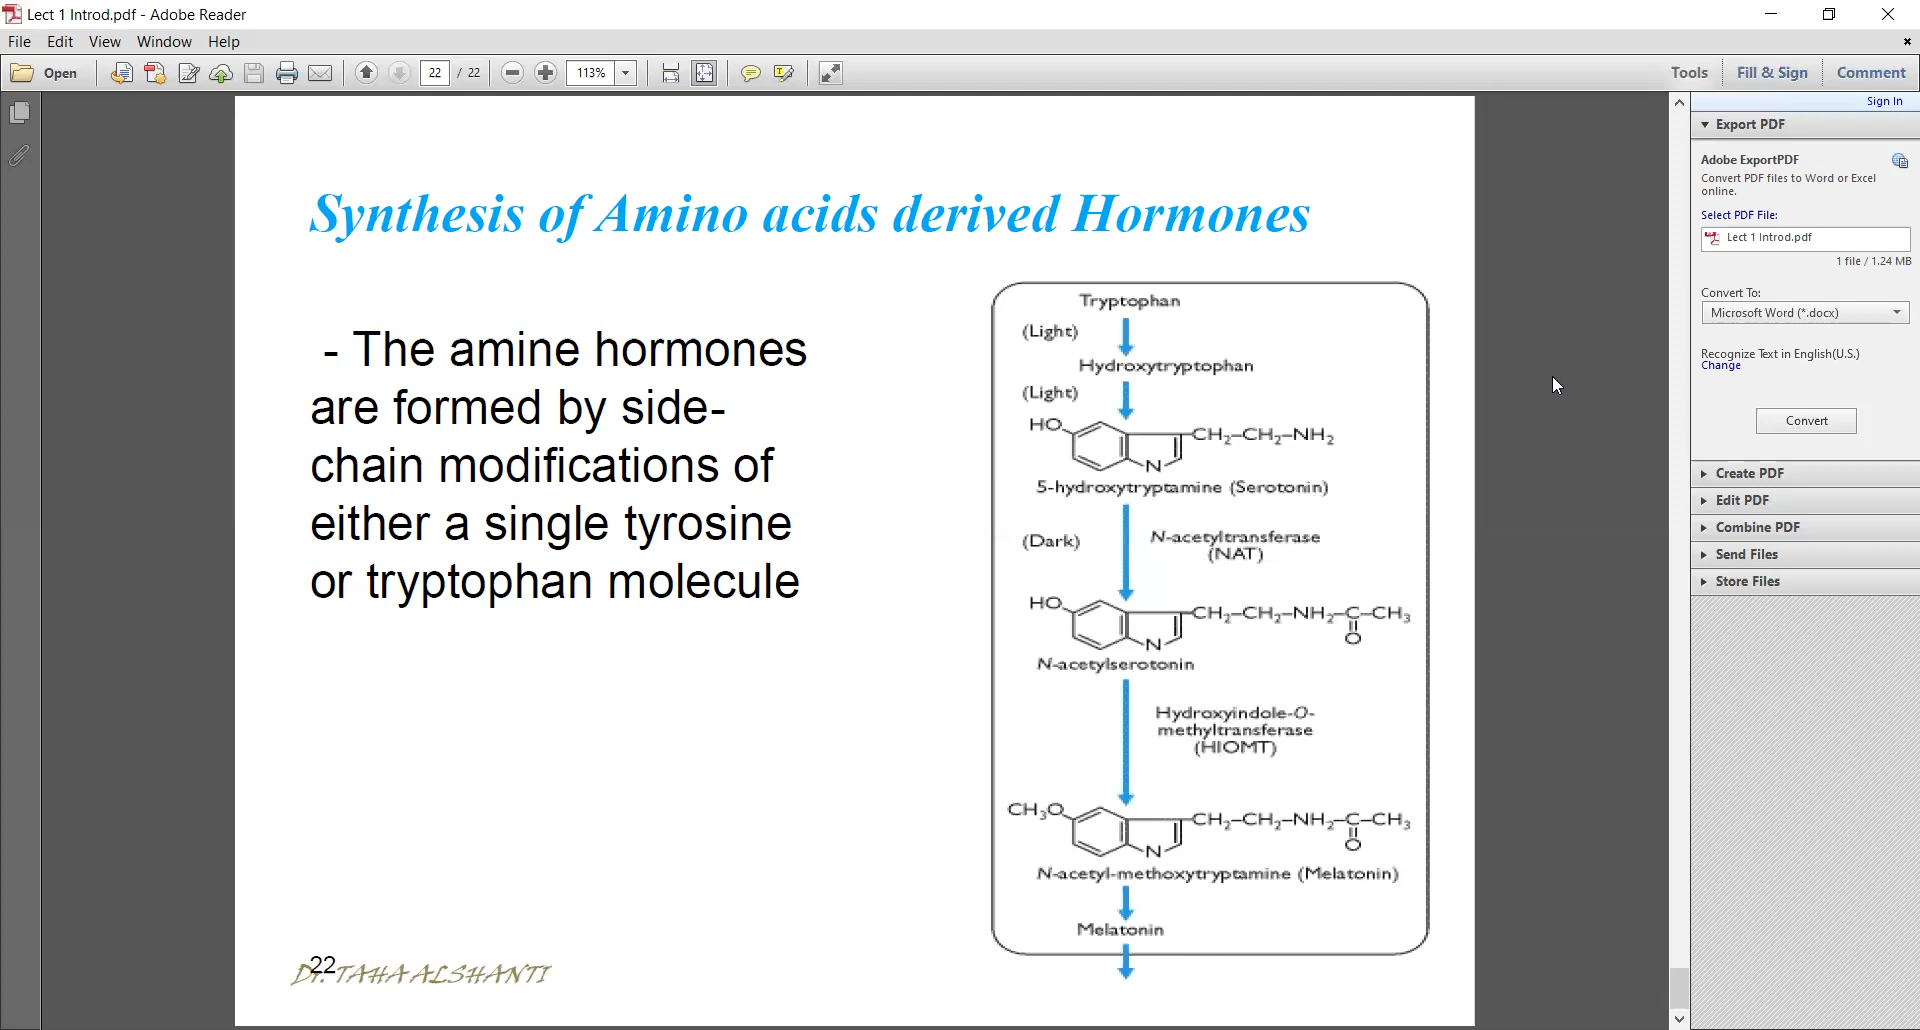 Lect 1 Introd.pdf - Adobe Reader
File Edit View Window Help
Open 22 / 22 113% Tools Fill & Sign Comment
Sign In
Export PDF
Adobe ExportPDF
Convert PDF files to Word or Excel
online.
Select PDF File:
Lect 1 Introd.pdf
1 file / 1.24 MB
Convert To:
Microsoft Word (*.docx)
Recognize Text in English(U.S.)
Change
Convert
Create PDF
Edit PDF
Combine PDF
Send Files
Store Files
Synthesis of Amino acids derived Hormones
- The amine hormones
are formed by side-
chain modifications of
either a single tyrosine
or tryptophan molecule
Tryptophan
(Light)
Hydroxytryptophan
(Light)
HO CH₂–CH₂–NH₂
N
5-hydroxytryptamine (Serotonin)
(Dark) N-acetyltransferase
(NAT)
HO CH₂–CH₂–NH₂–C–CH₃
O
N
N-acetylserotonin
Hydroxyindole-O-
methyltransferase
(HIOMT)
CH₃O CH₂–CH₂–NH₂–C–CH₃
O
N
N-acetyl-methoxytryptamine (Melatonin)
Melatonin
22
Dr. TAHA ALSHANTI